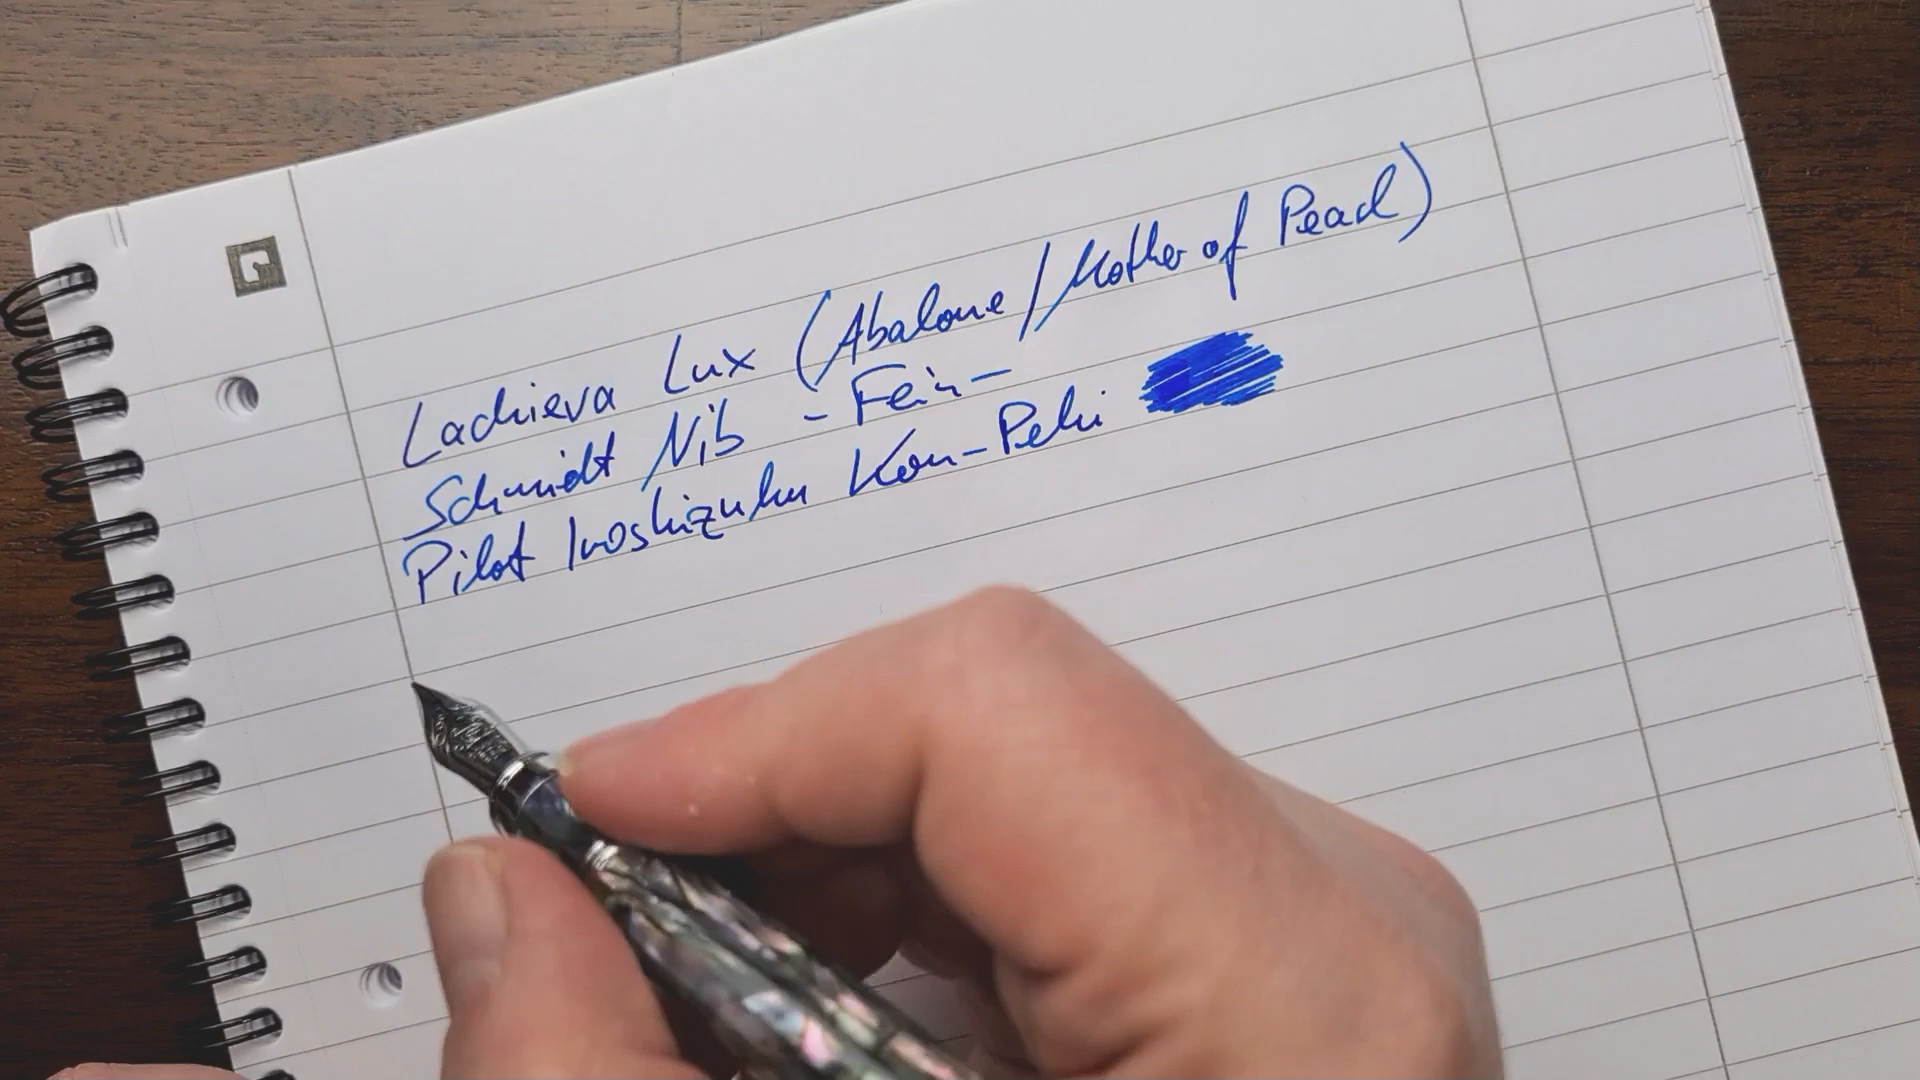 Lachieva Lux (Abalone / Mother of Pearl)
Schmidt Nib - Fein -
Pilot Iroshizuku Kon-Peki